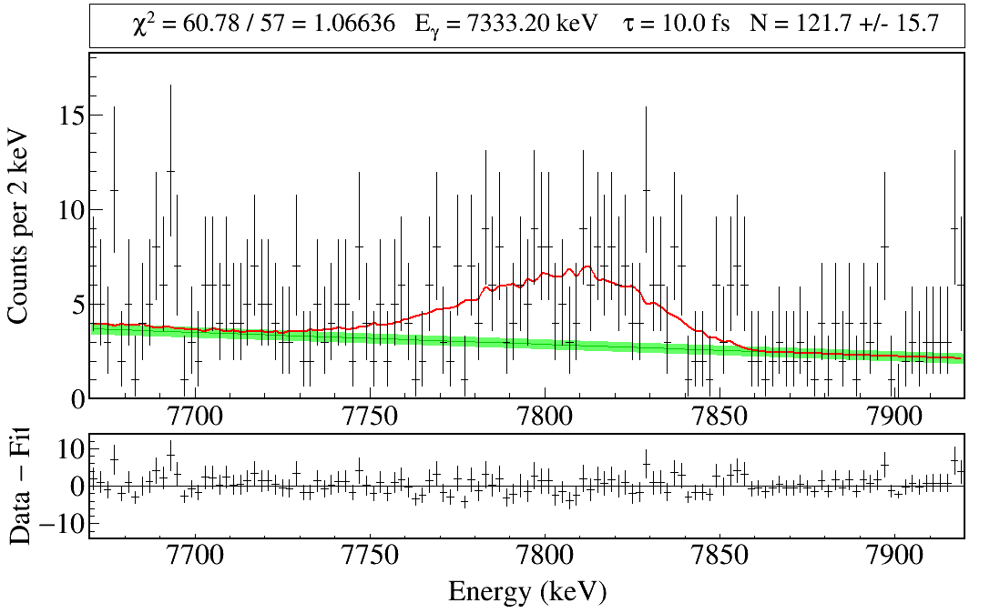 χ² = 60.78 / 57 = 1.06636 Eγ = 7333.20 keV τ = 10.0 fs N = 121.7 +/- 15.7
Counts per 2 keV
15
10
5
0
7700 7750 7800 7850 7900
Data − Fit
10
0
−10
7700 7750 7800 7850 7900
Energy (keV)